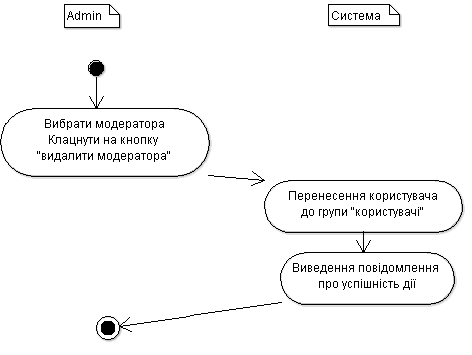 Admin
Система
Вибрати модератора
Клацнути на кнопку
"видалити модератора"
Перенесення користувача
до групи "користувачі"
Виведення повідомлення
про успішність дії